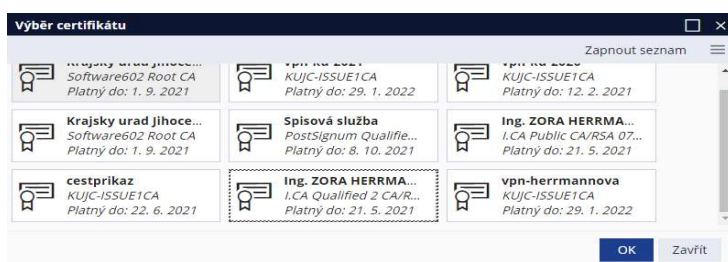 Výběr certifikátu
Zapnout seznam
Krajsky urad Jihoce...
Software602 Root CA
Platný do: 1. 9. 2021
KUJC-ISSUE1CA
Platný do: 29. 1. 2022
KUJC-ISSUE1CA
Platný do: 12. 2. 2021
Krajsky urad Jihoce...
Software602 Root CA
Platný do: 1. 9. 2021
Spisová služba
PostSignum Qualifie...
Platný do: 8. 10. 2021
Ing. ZORA HERRMA...
I.CA Public CA/RSA 07...
Platný do: 21. 5. 2021
cestprikaz
KUJC-ISSUE1CA
Platný do: 22. 6. 2021
Ing. ZORA HERRMA...
I.CA Qualified 2 CA/R...
Platný do: 21. 5. 2021
vpn-herrmannova
KUJC-ISSUE1CA
Platný do: 29. 1. 2022
OK
Zavřít